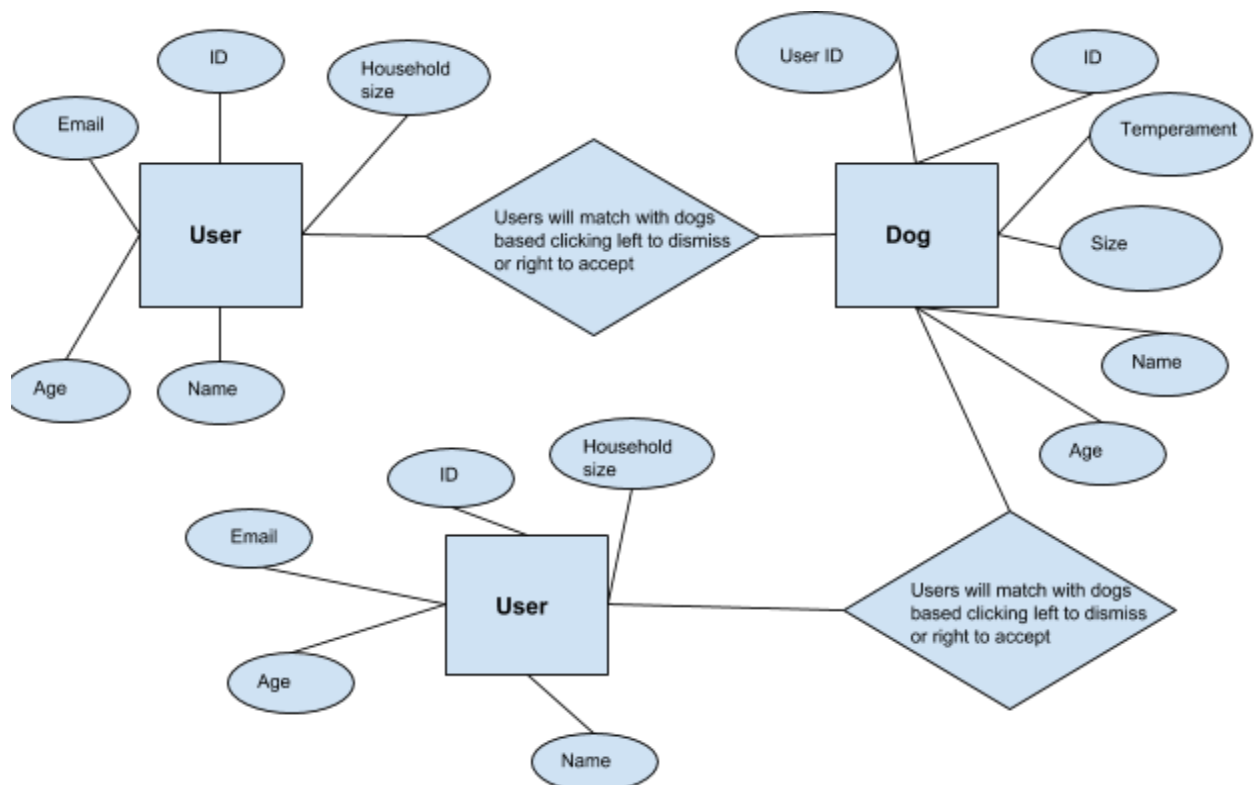 ID
Household
size
Email
User
Age
Name
Users will match with dogs
based clicking left to dismiss
or right to accept
User ID
ID
Temperament
Dog
Size
Name
Age
ID
Household
size
Email
User
Age
Name
Users will match with dogs
based clicking left to dismiss
or right to accept